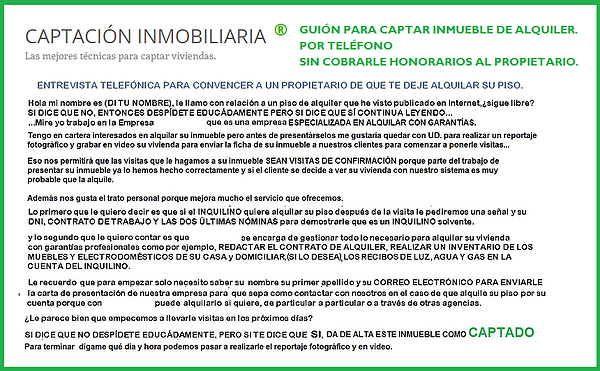 CAPTACIÓN INMOBILIARIA ®
Las mejores técnicas para captar viviendas.
GUIÓN PARA CAPTAR INMUEBLE DE ALQUILER.
POR TELÉFONO
SIN COBRARLE HONORARIOS AL PROPIETARIO.
ENTREVISTA TELEFÓNICA PARA CONVENCER A UN PROPIETARIO DE QUE TE DEJE ALQUILAR SU PISO.
Hola mi nombre es (DI TU NOMBRE), le llamo con relación a un piso de alquiler que he visto publicado en Internet,¿sigue libre?
SI DICE QUE NO, ENTONCES DESPÍDETE EDUCÁDAMENTE PERO SI DICE QUE SÍ CONTINUA LEYENDO...
...Mire yo trabajo en la Empresa que es una empresa ESPECIALIZADA EN ALQUILAR CON GARANTÍAS.
Tengo en cartera interesados en alquilar su inmueble pero antes de presentárselos me gustaría quedar con UD. para realizar un reportaje
fotográfico y grabar en video su vivienda para enviar la ficha de su inmueble a nuestros clientes para comenzar a ponerle visitas...
Eso nos permitirá que las visitas que le hagamos a su inmueble SEAN VISITAS DE CONFIRMACIÓN porque parte del trabajo de
presentar su inmueble ya lo hemos hecho correctamente y si el cliente se decide a ver su vivienda con nuestro sistema es muy
probable que la alquile.
Además nos gusta el trato personal porque mejora mucho el servicio que ofrecemos.
Lo primero que le quiero decir es que si el INQUILINO quiere alquilar su piso después de la visita le pediremos una señal y su
DNI, CONTRATO DE TRABAJO Y LAS DOS ÚLTIMAS NÓMINAS para demostrarle que es un INQUILINO solvente.
y lo segundo que le quiero contar es que se encarga de gestionar todo lo necesario para alquilar su vivienda
con garantías profesionales como por ejemplo, REDACTAR EL CONTRATO DE ALQUILER, REALIZAR UN INVENTARIO DE LOS
MUEBLES Y ELECTRODOMÉSTICOS DE SU CASA y DOMICILIAR,(SI LO DESEA),LOS RECIBOS DE LUZ, AGUA Y GAS EN LA
CUENTA DEL INQUILINO.
Le recuerdo que para empezar solo necesito saber su nombre su primer apellido y su CORREO ELECTRÓNICO PARA ENVIARLE
la carta de presentación de nuestra empresa para que sepa como contactar con nosotros en el caso de que alquile su piso por su
cuenta porque con puede alquilarlo si quiere, de particular a particular o a través de otras agencias.
¿Le parece bien que empecemos a llevarle visitas en los próximos días?
SI DICE QUE NO DESPÍDETE EDUCÁDAMENTE, PERO SI TE DICE QUE SI, DA DE ALTA ESTE INMUEBLE COMO CAPTADO
Para terminar dígame qué día y hora podemos pasar a realizarle el reportaje fotográfico y en video.